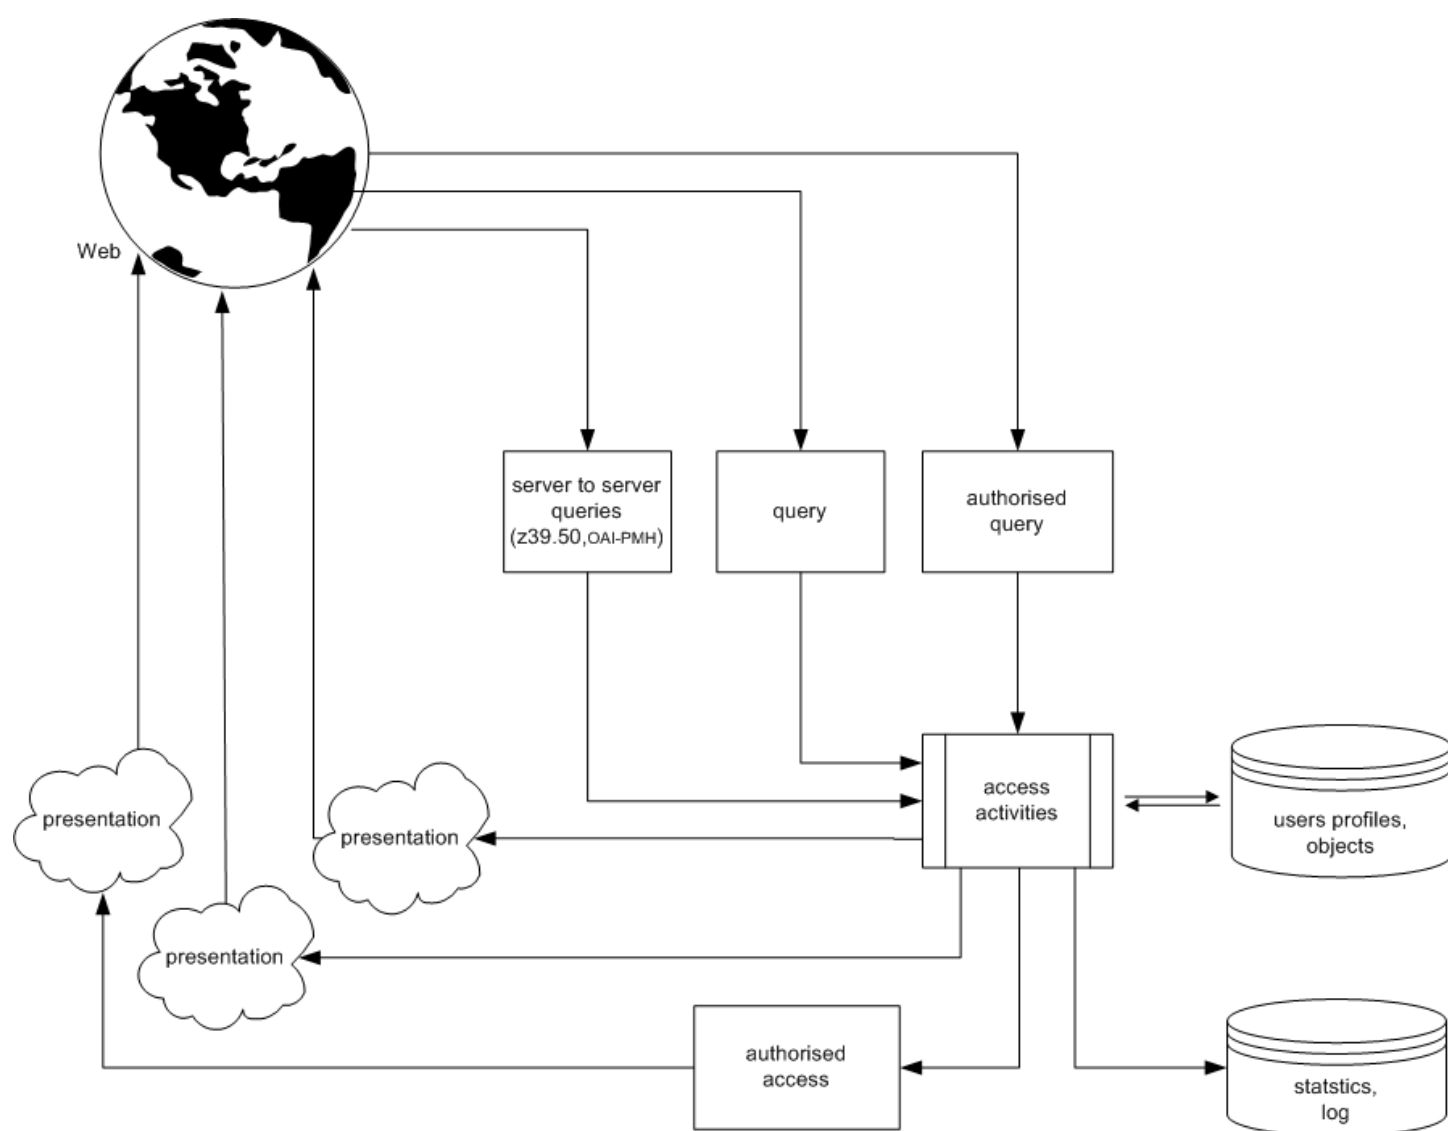 Web
server to server
queries
(z39.50,OAI-PMH)
query
authorised
query
access
activities
users profiles,
objects
presentation
presentation
presentation
authorised
access
statstics,
log